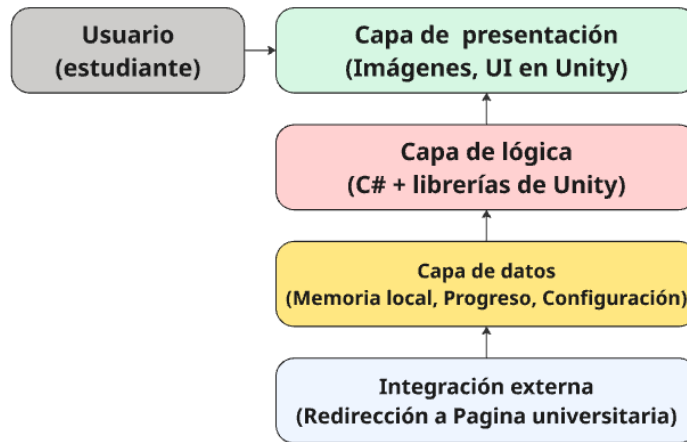 Usuario
(estudiante)
Capa de presentación
(Imágenes, UI en Unity)
Capa de lógica
(C# + librerías de Unity)
Capa de datos
(Memoria local, Progreso, Configuración)
Integración externa
(Redirección a Pagina universitaria)